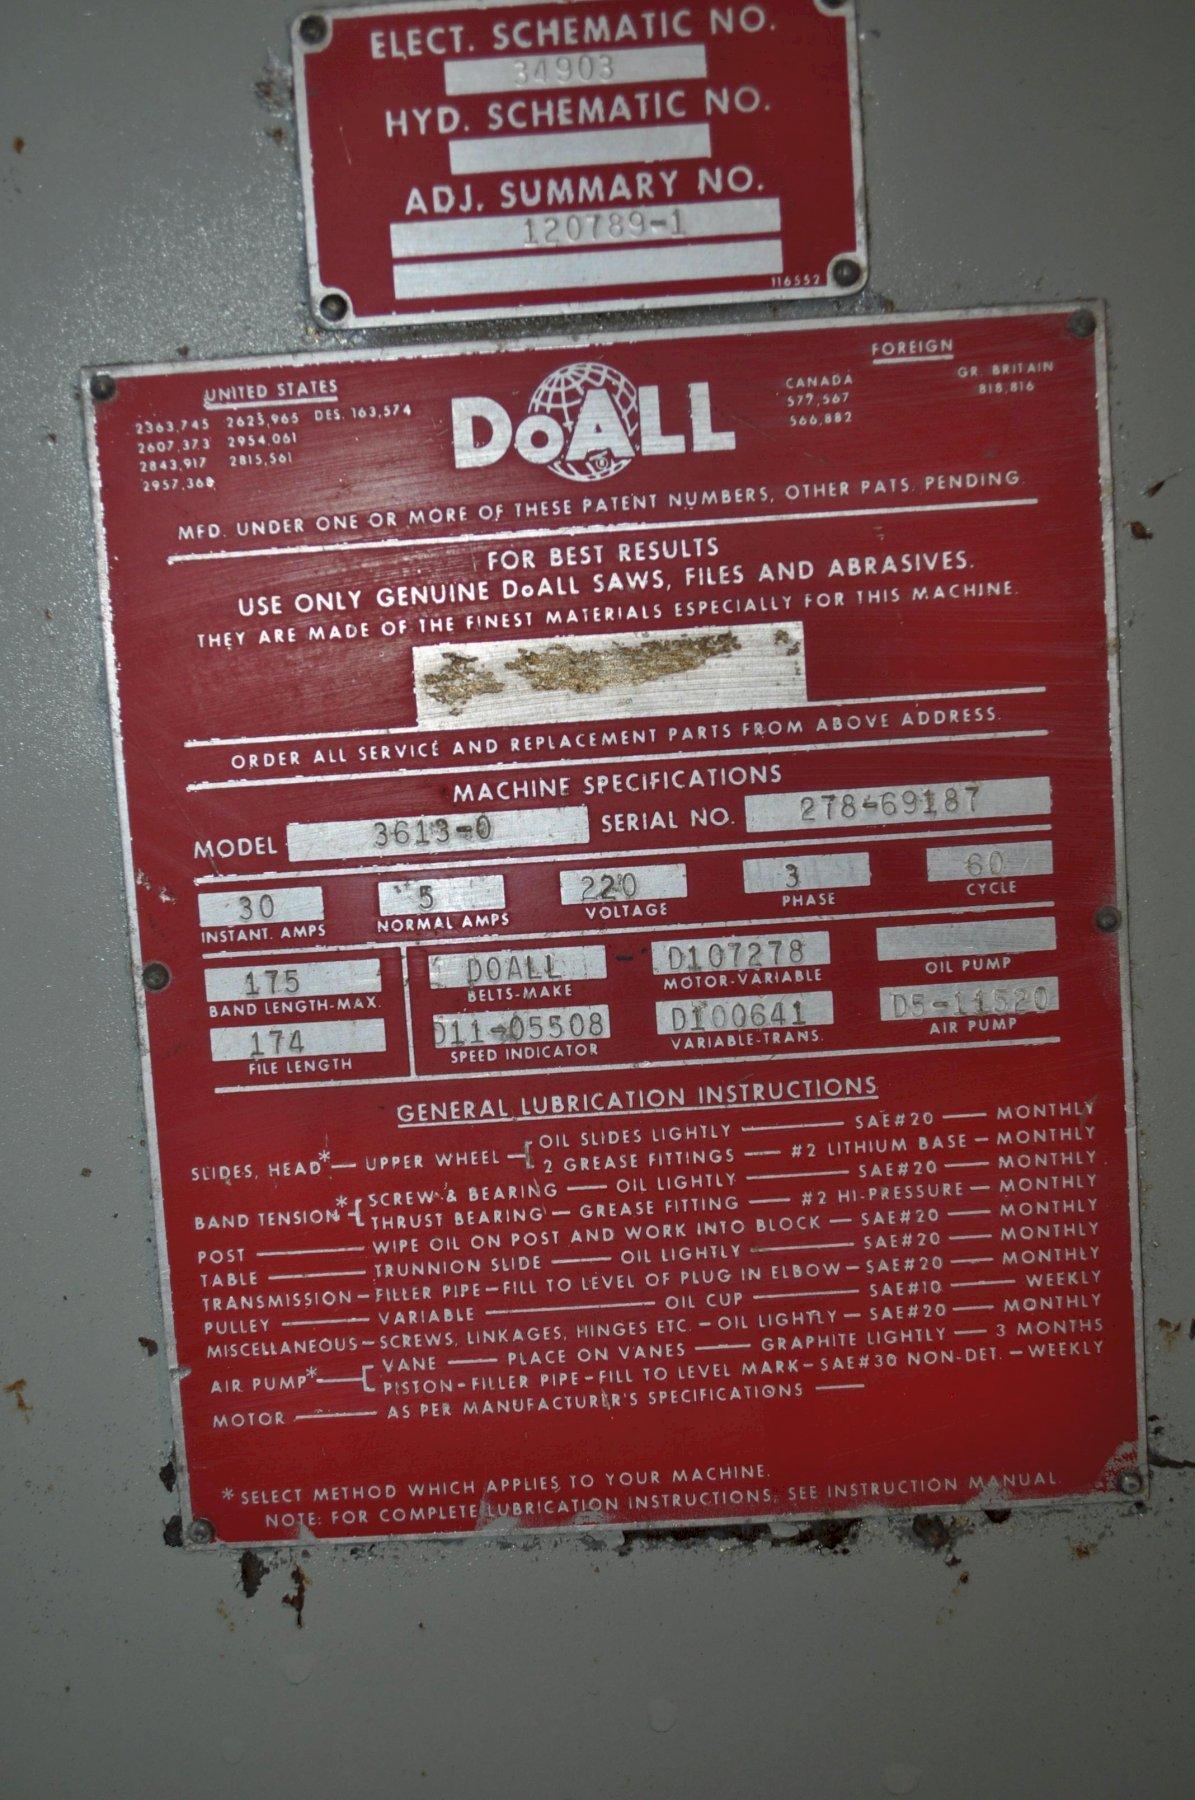 ELECT. SCHEMATIC NO.
34903
HYD. SCHEMATIC NO.
ADJ. SUMMARY NO.
120789-1
116552
UNITED STATES
2363,745 2625,965 DES. 163,574
2607,373 2954,061
2843,917 2815,561
2957,368
DoALL
FOREIGN
CANADA GR. BRITAIN
577,567 818,816
566,882
MFD. UNDER ONE OR MORE OF THESE PATENT NUMBERS, OTHER PATS. PENDING.
FOR BEST RESULTS
USE ONLY GENUINE DoALL SAWS, FILES AND ABRASIVES.
THEY ARE MADE OF THE FINEST MATERIALS ESPECIALLY FOR THIS MACHINE.
ORDER ALL SERVICE AND REPLACEMENT PARTS FROM ABOVE ADDRESS.
MACHINE SPECIFICATIONS
MODEL 3613-0 SERIAL NO. 278-69187
30 5 220 3 60
INSTANT. AMPS NORMAL AMPS VOLTAGE PHASE CYCLE
175 DOALL - D107278
BAND LENGTH-MAX. BELTS-MAKE MOTOR-VARIABLE OIL PUMP
174 D11-05508 D100641 D5-11520
FILE LENGTH SPEED INDICATOR VARIABLE-TRANS. AIR PUMP
GENERAL LUBRICATION INSTRUCTIONS
SLIDES, HEAD* — UPPER WHEEL — OIL SLIDES LIGHTLY — SAE#20 — MONTHLY
2 GREASE FITTINGS — #2 LITHIUM BASE — MONTHLY
BAND TENSION* SCREW & BEARING — OIL LIGHTLY — SAE#20 — MONTHLY
THRUST BEARING — GREASE FITTING — #2 HI-PRESSURE — MONTHLY
POST — WIPE OIL ON POST AND WORK INTO BLOCK — SAE#20 — MONTHLY
TABLE — TRUNNION SLIDE — OIL LIGHTLY — SAE#20 — MONTHLY
TRANSMISSION — FILLER PIPE — FILL TO LEVEL OF PLUG IN ELBOW — SAE#20 — MONTHLY
PULLEY — VARIABLE — OIL CUP — SAE#10 — WEEKLY
MISCELLANEOUS — SCREWS, LINKAGES, HINGES ETC. — OIL LIGHTLY — SAE#20 — MONTHLY
AIR PUMP* — VANE — PLACE ON VANES — GRAPHITE LIGHTLY — 3 MONTHS
PISTON — FILLER PIPE — FILL TO LEVEL MARK — SAE#30 NON-DET. — WEEKLY
MOTOR — AS PER MANUFACTURER'S SPECIFICATIONS —
*SELECT METHOD WHICH APPLIES TO YOUR MACHINE.
NOTE: FOR COMPLETE LUBRICATION INSTRUCTIONS, SEE INSTRUCTION MANUAL.